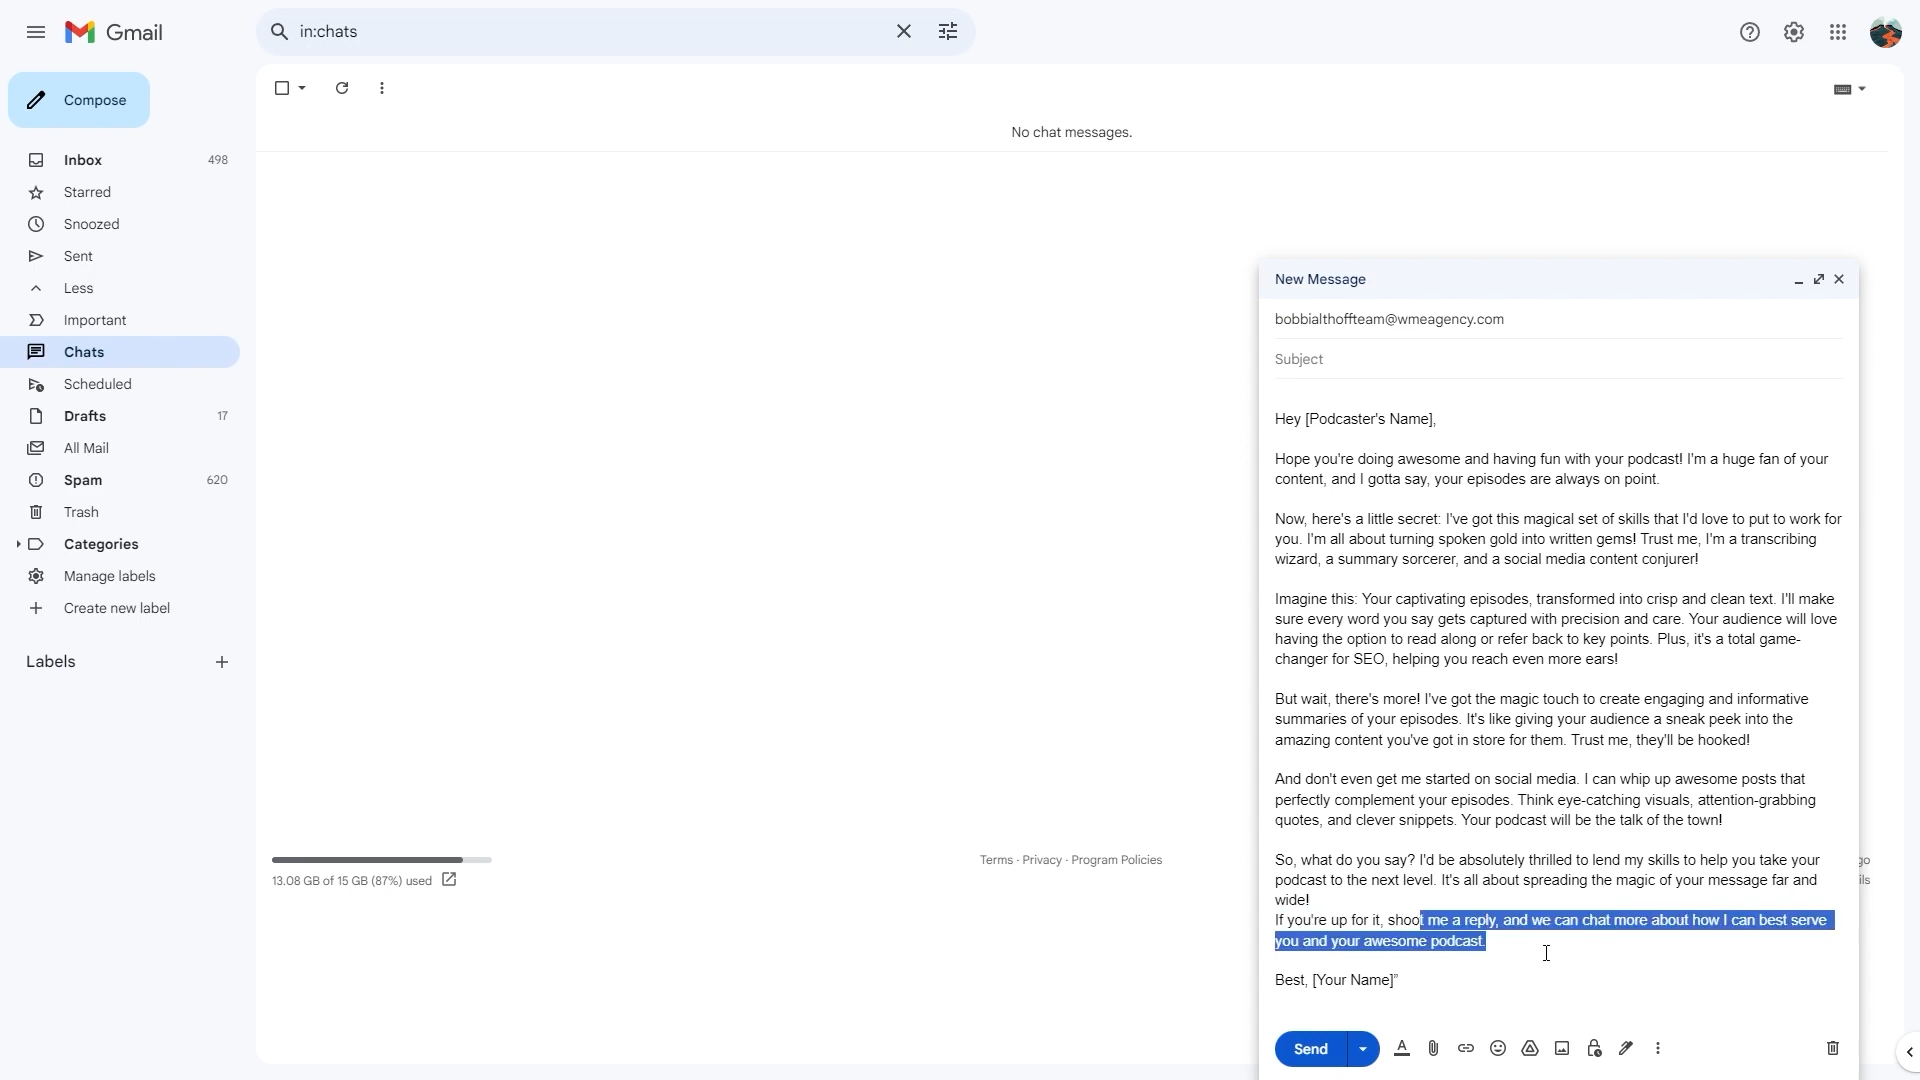 Gmail
in:chats
Compose
No chat messages.
Inbox 498
Starred
Snoozed
Sent
Less
Important
Chats
Scheduled
Drafts 17
All Mail
Spam 620
Trash
Categories
Manage labels
Create new label
Labels
13.08 GB of 15 GB (87%) used
Terms · Privacy · Program Policies
New Message
bobbialthoffteam@wmeagency.com
Subject
Hey [Podcaster's Name],
Hope you're doing awesome and having fun with your podcast! I'm a huge fan of your
content, and I gotta say, your episodes are always on point.
Now, here's a little secret: I've got this magical set of skills that I'd love to put to work for
you. I'm all about turning spoken gold into written gems! Trust me, I'm a transcribing
wizard, a summary sorcerer, and a social media content conjurer!
Imagine this: Your captivating episodes, transformed into crisp and clean text. I'll make
sure every word you say gets captured with precision and care. Your audience will love
having the option to read along or refer back to key points. Plus, it's a total game-
changer for SEO, helping you reach even more ears!
But wait, there's more! I've got the magic touch to create engaging and informative
summaries of your episodes. It's like giving your audience a sneak peek into the
amazing content you've got in store for them. Trust me, they'll be hooked!
And don't even get me started on social media. I can whip up awesome posts that
perfectly complement your episodes. Think eye-catching visuals, attention-grabbing
quotes, and clever snippets. Your podcast will be the talk of the town!
So, what do you say? I'd be absolutely thrilled to lend my skills to help you take your
podcast to the next level. It's all about spreading the magic of your message far and
wide!
If you're up for it, shoot me a reply, and we can chat more about how I can best serve
you and your awesome podcast.
Best, [Your Name]”
Send
go
ils